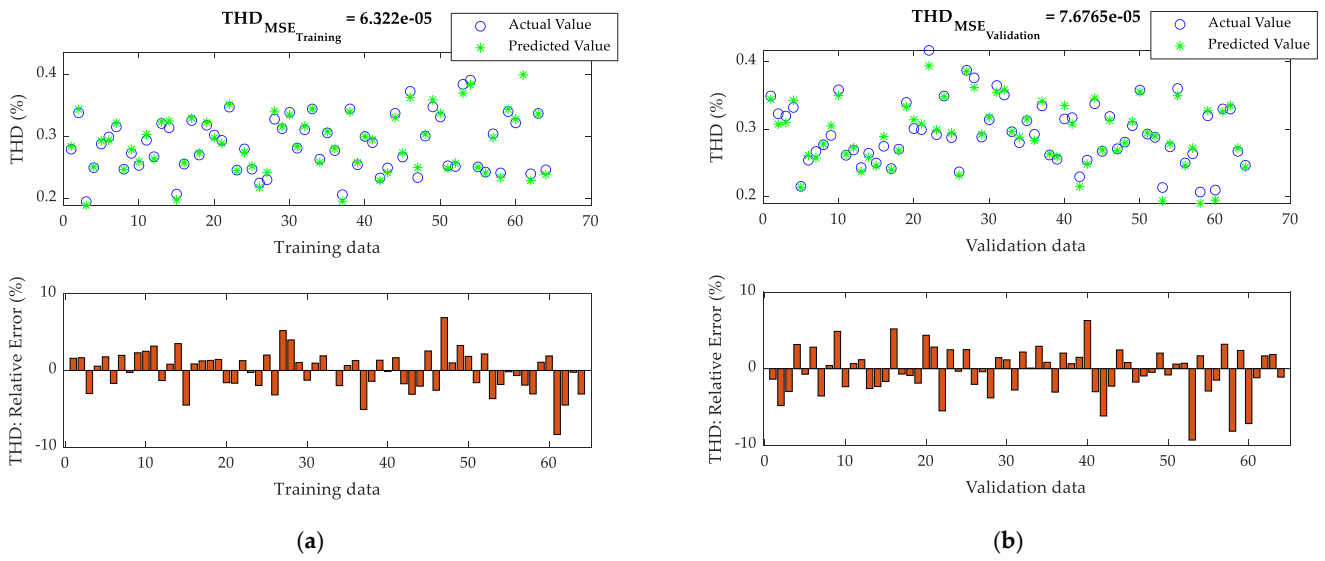 THD_MSE_Training = 6.322e-05
Actual Value
Predicted Value
THD (%)
0.4
0.3
0.2
0 10 20 30 40 50 60 70
Training data
THD: Relative Error (%)
10
0
-10
0 10 20 30 40 50 60
Training data
(a)
THD_MSE_Validation = 7.6765e-05
Actual Value
Predicted Value
THD (%)
0.4
0.3
0.2
0 10 20 30 40 50 60 70
Validation data
THD: Relative Error (%)
10
0
-10
0 10 20 30 40 50 60
Validation data
(b)